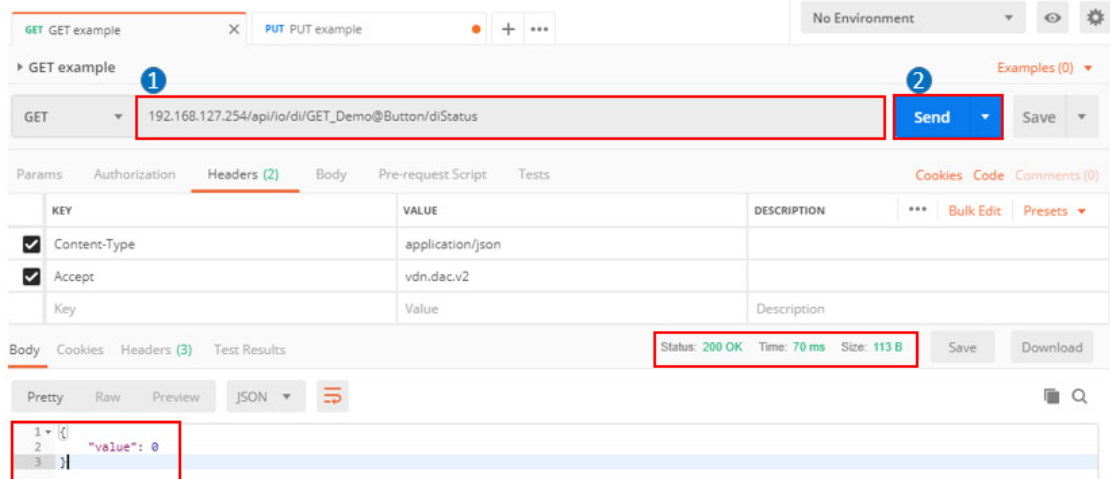 GET GET example PUT PUT example No Environment
GET example Examples (0)
1 2
GET 192.168.127.254/api/io/di/GET_Demo@Button/diStatus Send Save
Params Authorization Headers (2) Body Pre-request Script Tests Cookies Code Comments (0)
KEY VALUE DESCRIPTION Bulk Edit Presets
Content-Type application/json
Accept vdn.dac.v2
Key Value Description
Body Cookies Headers (3) Test Results Status: 200 OK Time: 70 ms Size: 113 B Save Download
Pretty Raw Preview JSON
1 {
2 "value": 0
3 }